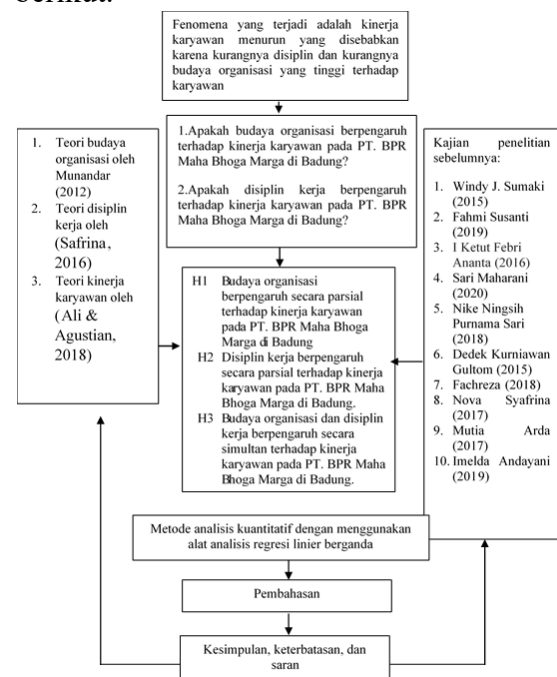 Fenomena yang terjadi adalah kinerja
karyawan menurun yang disebabkan
karena kurangnya disiplin dan kurangnya
budaya organisasi yang tinggi terhadap
karyawan
1. Teori budaya
organisasi oleh
Munandar
(2012)
2. Teori disiplin
kerja oleh
(Safrina,
2016)
3. Teori kinerja
karyawan oleh
(Ali &
Agustian,
2018)
1.Apakah budaya organisasi berpengaruh
terhadap kinerja karyawan pada PT. BPR
Maha Bhoga Marga di Badung?
2.Apakah disiplin kerja berpengaruh
terhadap kinerja karyawan pada PT. BPR
Maha Bhoga Marga di Badung?
H1 Budaya organisasi
berpengaruh secara parsial
terhadap kinerja karyawan
pada PT. BPR Maha Bhoga
Marga di Badung
H2 Disiplin kerja berpengaruh
secara parsial terhadap kinerja
karyawan pada PT. BPR Maha
Bhoga Marga di Badung.
H3 Budaya organisasi dan disiplin
kerja berpengaruh secara
simultan terhadap kinerja
karyawan pada PT. BPR Maha
Bhoga Marga di Badung.
Kajian penelitian
sebelumnya:
1. Windy J. Sumaki
(2015)
2. Fahmi Susanti
(2019)
3. I Ketut Febri
Ananta (2016)
4. Sari Maharani
(2020)
5. Nike Ningsih
Purnama Sari
(2018)
6. Dedek Kurniawan
Gultom (2015)
7. Fachreza (2018)
8. Nova Syafrina
(2017)
9. Mutia Arda
(2017)
10. Imelda Andayani
(2019)
Metode analisis kuantitatif dengan menggunakan
alat analisis regresi linier berganda
Pembahasan
Kesimpulan, keterbatasan, dan
saran